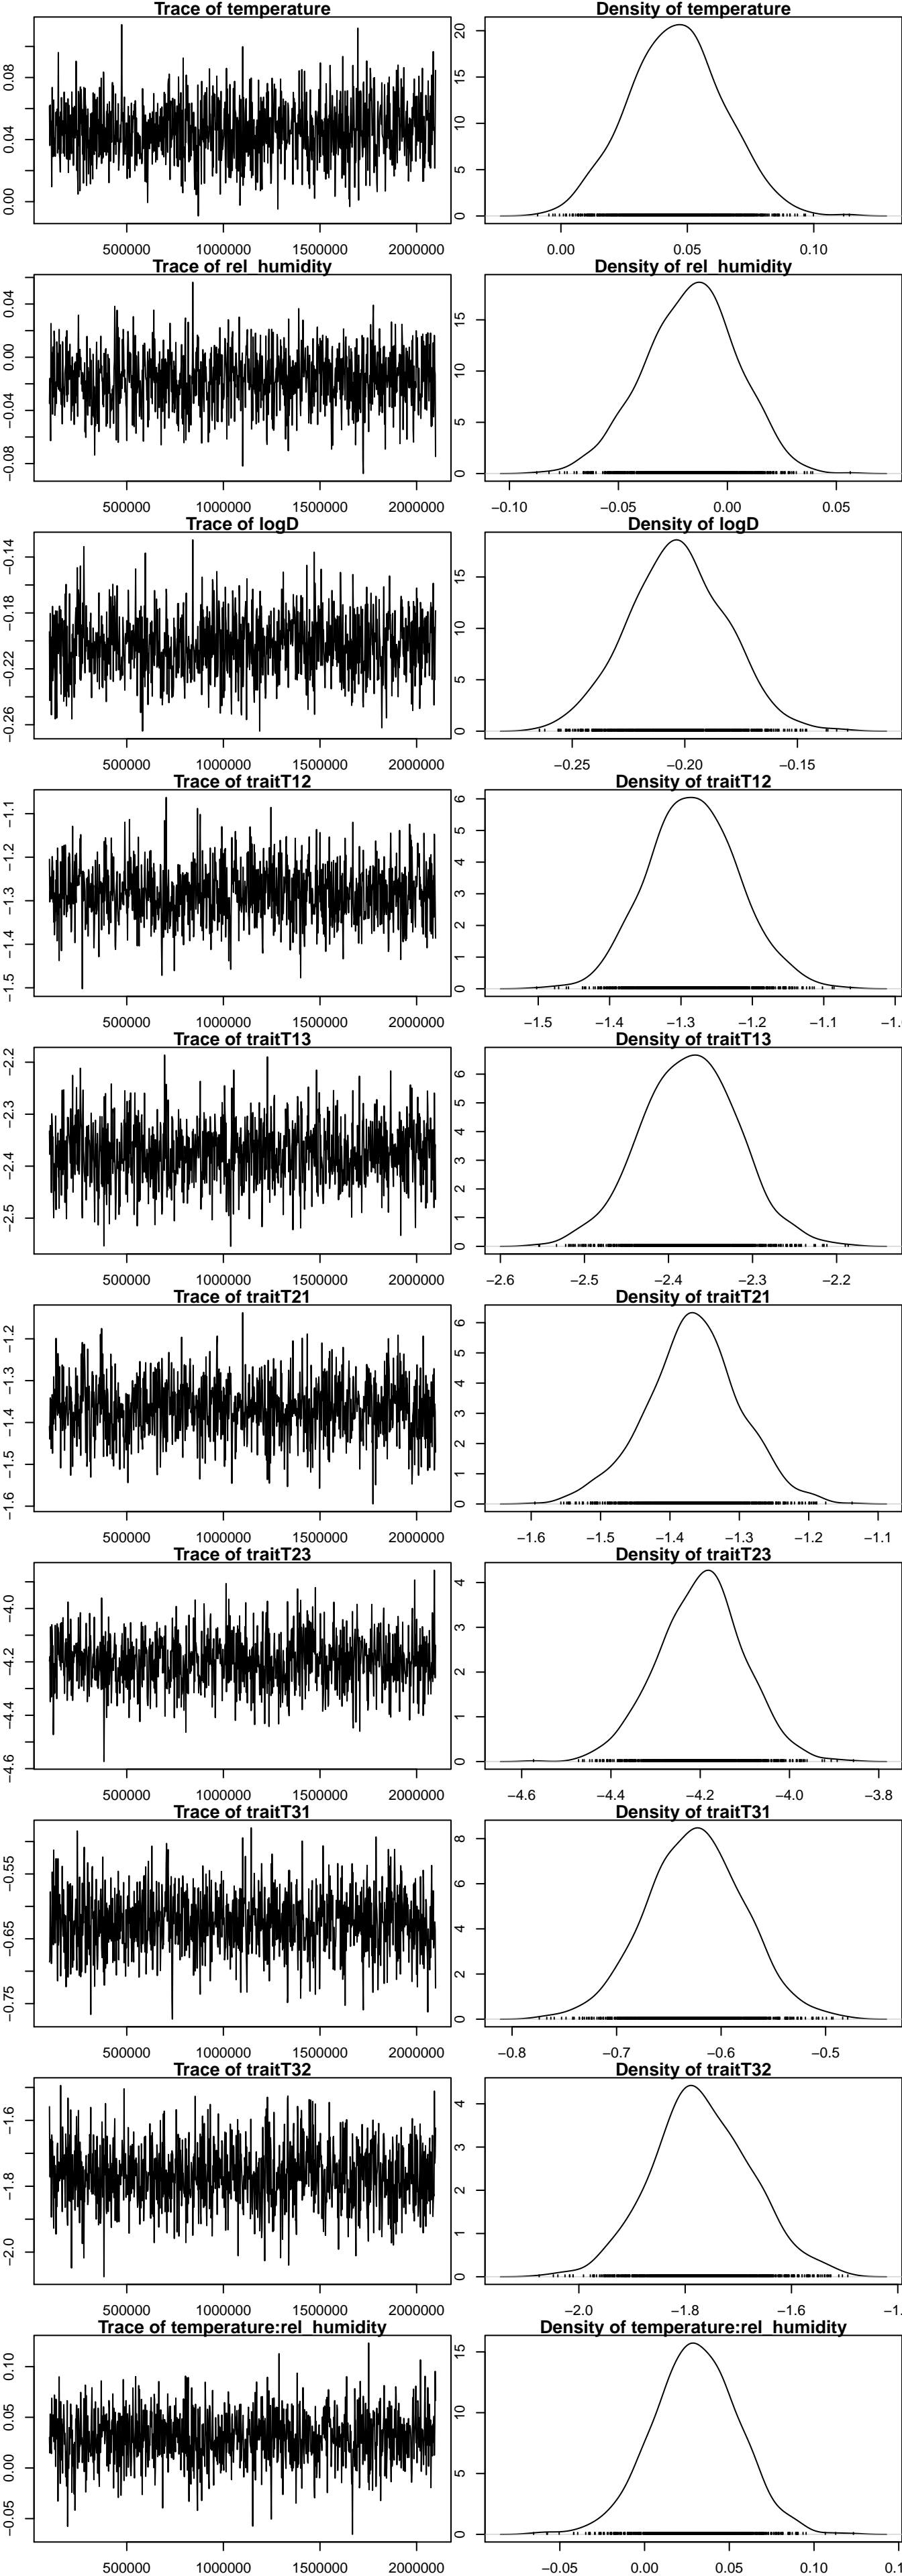 Trace of temperature
Density of temperature
0.00 0.04 0.08
500000 1000000 1500000 2000000
0 5 10 15 20
0.00 0.05 0.10
Trace of rel_humidity
Density of rel_humidity
−0.08 −0.04 0.00 0.04
500000 1000000 1500000 2000000
0 5 10 15
−0.10 −0.05 0.00 0.05
Trace of logD
Density of logD
−0.26 −0.22 −0.18 −0.14
500000 1000000 1500000 2000000
0 5 10 15
−0.25 −0.20 −0.15
Trace of traitT12
Density of traitT12
−1.5 −1.4 −1.3 −1.2 −1.1
500000 1000000 1500000 2000000
0 1 2 3 4 5 6
−1.5 −1.4 −1.3 −1.2 −1.1
Trace of traitT13
Density of traitT13
−2.5 −2.4 −2.3 −2.2
500000 1000000 1500000 2000000
0 1 2 3 4 5 6
−2.6 −2.5 −2.4 −2.3 −2.2
Trace of traitT21
Density of traitT21
−1.6 −1.5 −1.4 −1.3 −1.2
500000 1000000 1500000 2000000
0 1 2 3 4 5 6
−1.6 −1.5 −1.4 −1.3 −1.2 −1.1
Trace of traitT23
Density of traitT23
−4.6 −4.4 −4.2 −4.0
500000 1000000 1500000 2000000
0 1 2 3 4
−4.6 −4.4 −4.2 −4.0 −3.8
Trace of traitT31
Density of traitT31
−0.75 −0.65 −0.55
500000 1000000 1500000 2000000
0 2 4 6 8
−0.8 −0.7 −0.6 −0.5
Trace of traitT32
Density of traitT32
−2.0 −1.8 −1.6
500000 1000000 1500000 2000000
0 1 2 3 4
−2.0 −1.8 −1.6
Trace of temperature:rel_humidity
Density of temperature:rel_humidity
−0.05 0.00 0.05 0.10
500000 1000000 1500000 2000000
0 5 10 15
−0.05 0.00 0.05 0.10